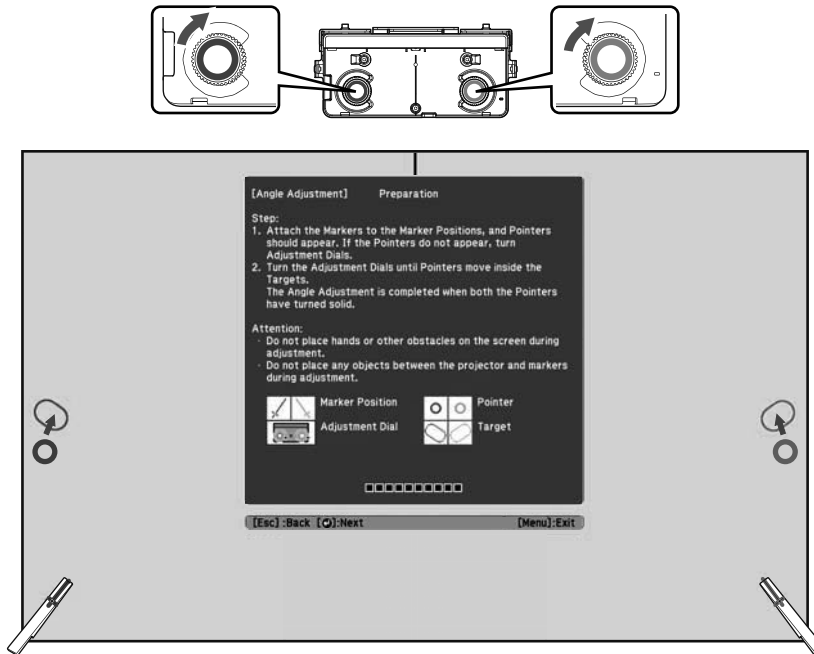 [Angle Adjustment] Preparation
Step:
1. Attach the Markers to the Marker Positions, and Pointers
should appear. If the Pointers do not appear, turn
Adjustment Dials.
2. Turn the Adjustment Dials until Pointers move inside the
Targets.
The Angle Adjustment is completed when both the Pointers
have turned solid.
Attention:
· Do not place hands or other obstacles on the screen during
adjustment.
· Do not place any objects between the projector and markers
during adjustment.
Marker Position
Pointer
Adjustment Dial
Target
[Esc] :Back [⏎]:Next [Menu]:Exit